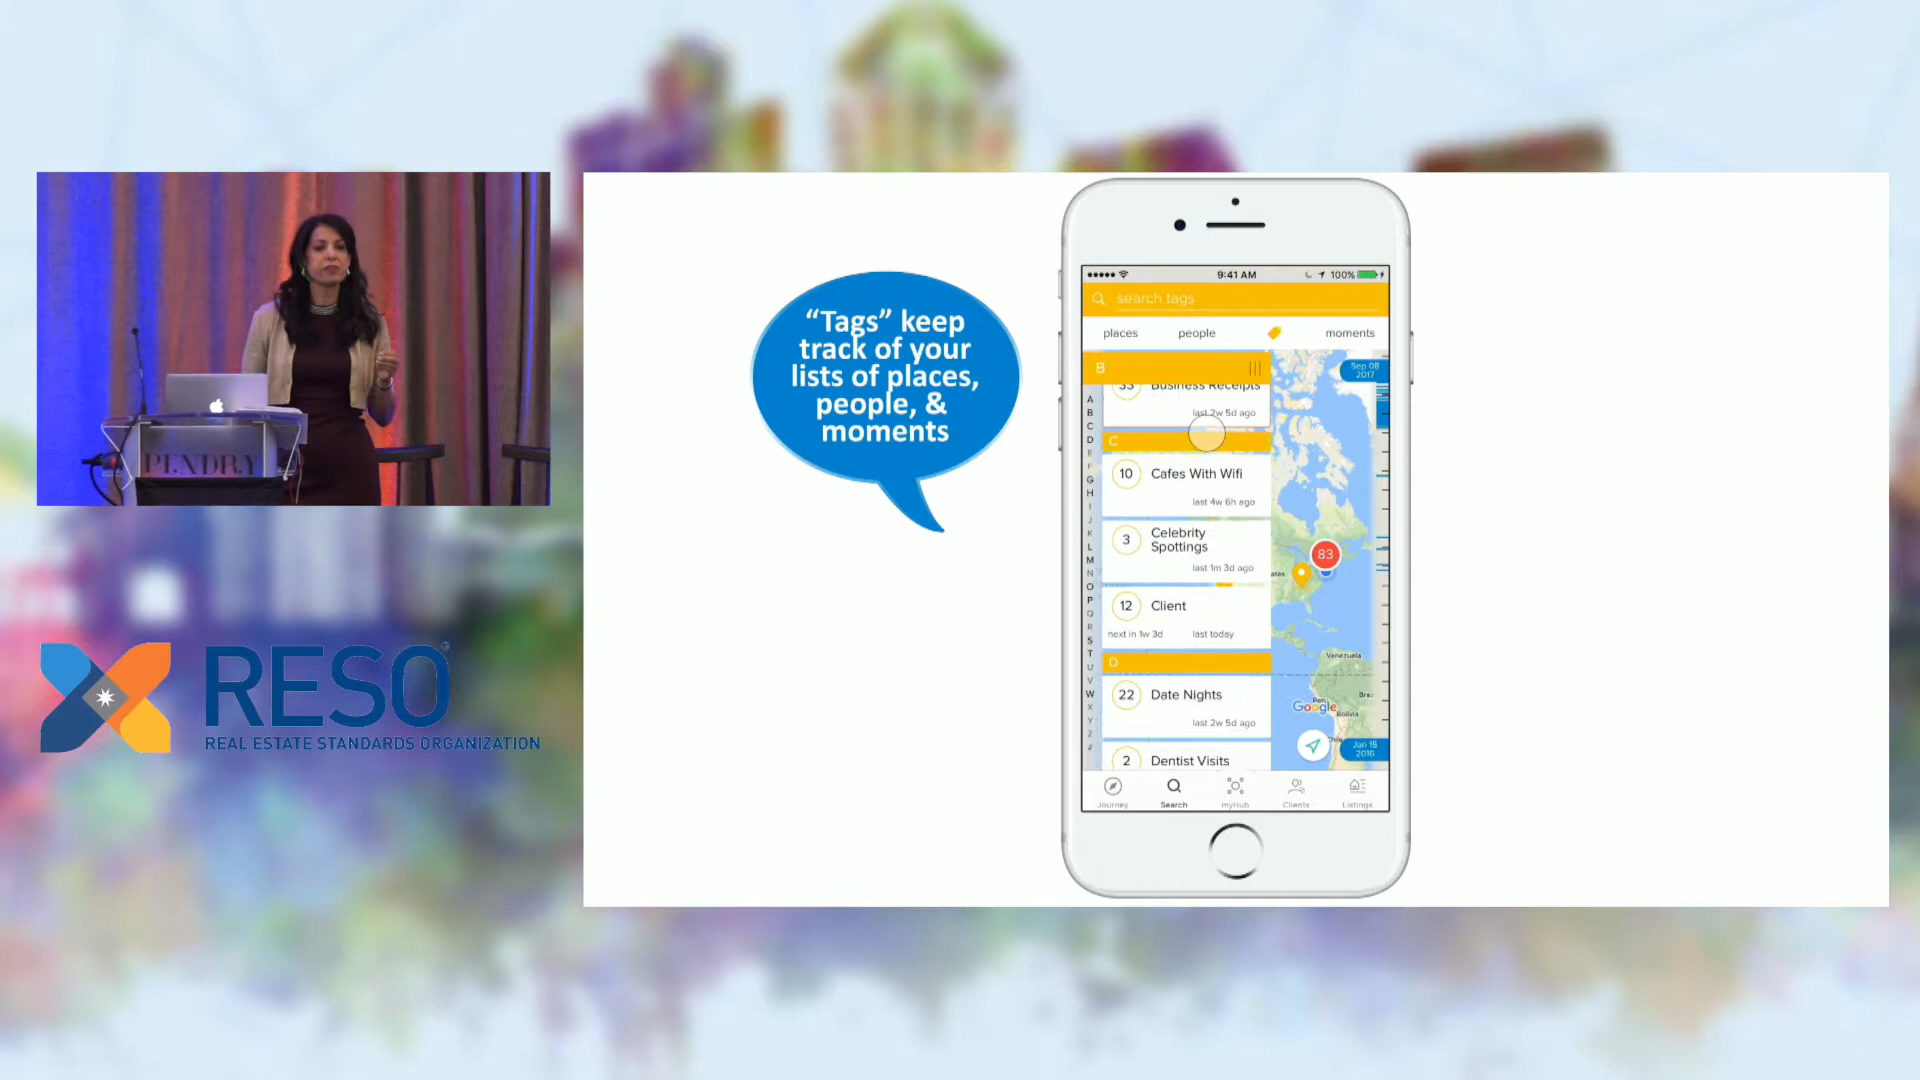 PENDRY
RESO®
REAL ESTATE STANDARDS ORGANIZATION
“Tags” keep
track of your
lists of places,
people, &
moments
9:41 AM
100%
search tags
places
people
moments
B
33
Business Receipts
last 2w 5d ago
C
10
Cafes With Wifi
last 4w 6h ago
3
Celebrity
Spottings
last 1m 3d ago
12
Client
next in 1w 3d
last today
D
22
Date Nights
last 2w 5d ago
2
Dentist Visits
A
B
C
D
E
F
G
H
I
J
K
L
M
N
O
P
Q
R
S
T
U
V
W
X
Y
Z
#
Sep 08
2017
83
ates
Venezuela
Bra
Google
Bolivia
Jan 15
2016
Journey
Search
myHub
Clients
Listings